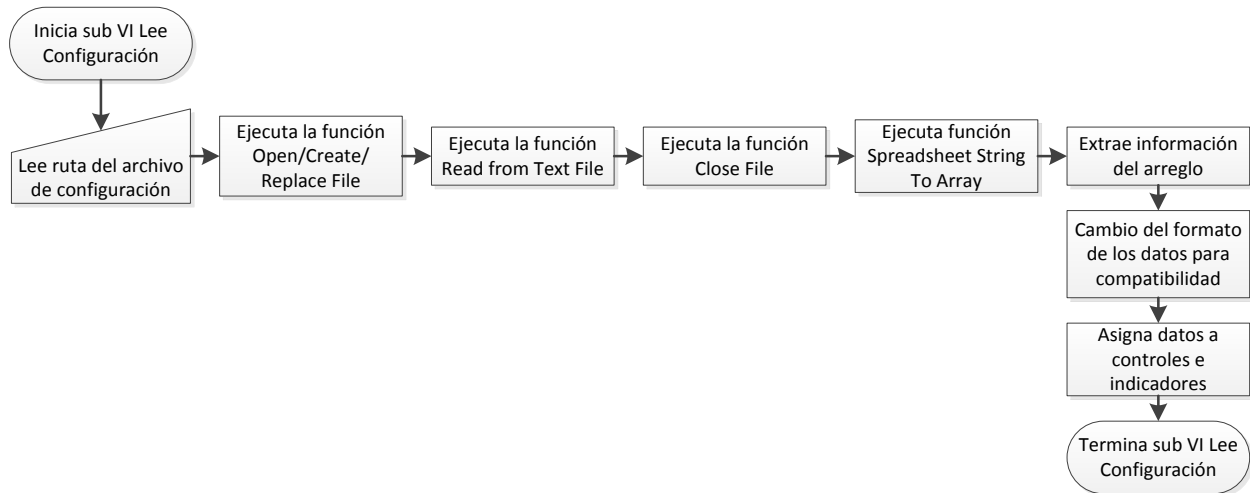 Inicia sub VI Lee
Configuración
Lee ruta del archivo
de configuración
Ejecuta la función
Open/Create/
Replace File
Ejecuta la función
Read from Text File
Ejecuta la función
Close File
Ejecuta función
Spreadsheet String
To Array
Extrae información
del arreglo
Cambio del formato
de los datos para
compatibilidad
Asigna datos a
controles e
indicadores
Termina sub VI Lee
Configuración